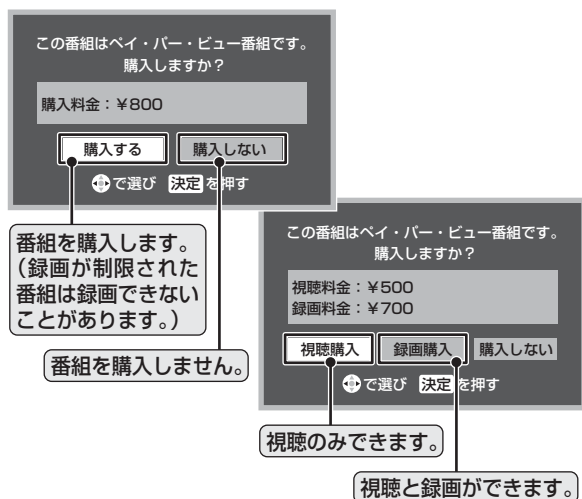 この番組はペイ・パー・ビュー番組です。
購入しますか？
購入料金：￥800
購入する 購入しない
で選び 決定 を押す
番組を購入します。
（録画が制限された
番組は録画できない
ことがあります。）
番組を購入しません。
この番組はペイ・パー・ビュー番組です。
購入しますか？
視聴料金：￥500
録画料金：￥700
視聴購入 録画購入 購入しない
で選び 決定 を押す
視聴のみできます。
視聴と録画ができます。